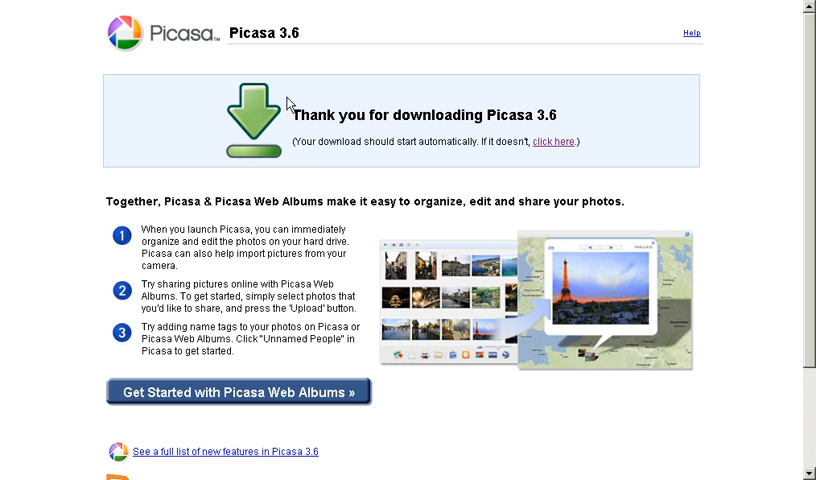 Picasa™ Picasa 3.6 Help
Thank you for downloading Picasa 3.6
(Your download should start automatically. If it doesn't, click here.)
Together, Picasa & Picasa Web Albums make it easy to organize, edit and share your photos.
1 When you launch Picasa, you can immediately
organize and edit the photos on your hard drive.
Picasa can also help import pictures from your
camera.
2 Try sharing pictures online with Picasa Web
Albums. To get started, simply select photos that
you'd like to share, and press the 'Upload' button.
3 Try adding name tags to your photos on Picasa or
Picasa Web Albums. Click "Unnamed People" in
Picasa to get started.
Get Started with Picasa Web Albums »
See a full list of new features in Picasa 3.6